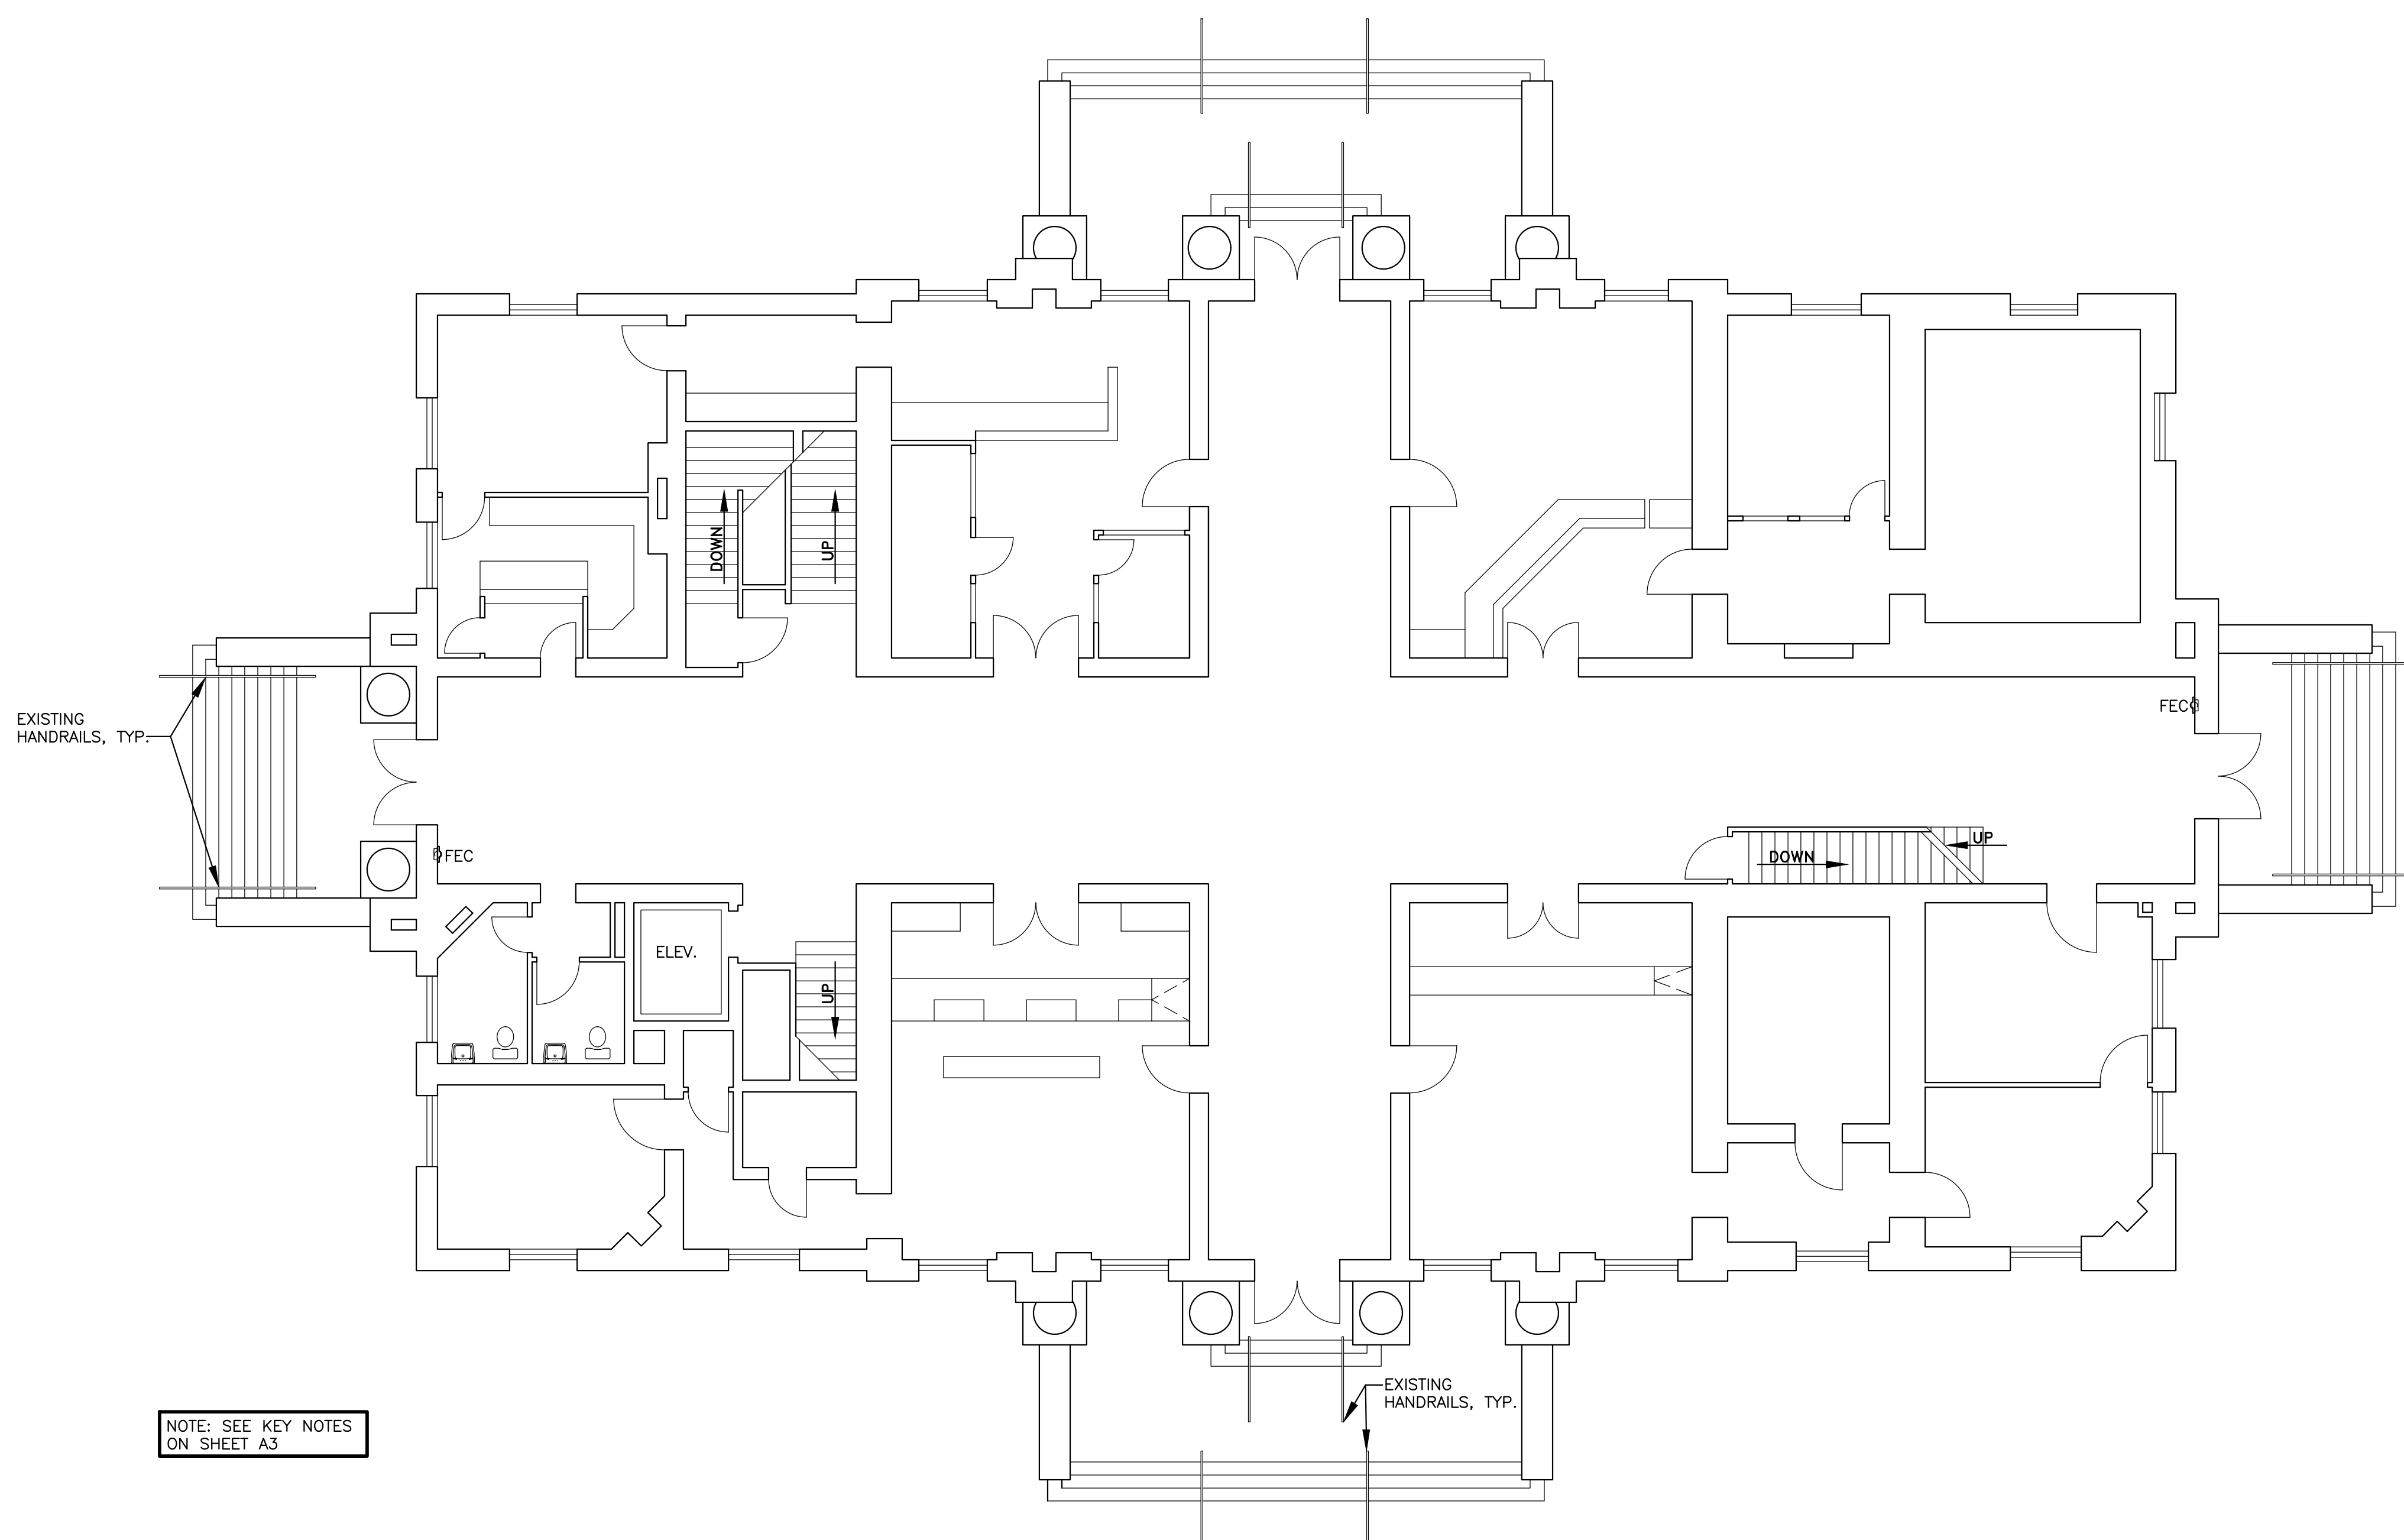 DOWN
UP
EXISTING
HANDRAILS, TYP.
FEC
FEC
DOWN
UP
ELEV.
UP
EXISTING
HANDRAILS, TYP.
NOTE: SEE KEY NOTES
ON SHEET A3